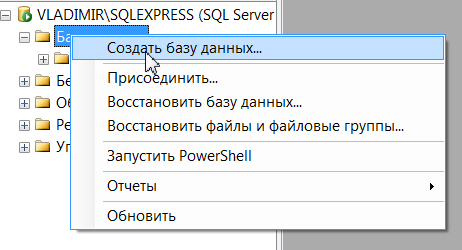 VLADIMIR\SQLEXPRESS (SQL Server
Ба
Создать базу данных...
Присоединить...
Бе
Восстановить базу данных...
Об
Восстановить файлы и файловые группы...
Ре
Запустить PowerShell
Уп
Отчеты
Обновить